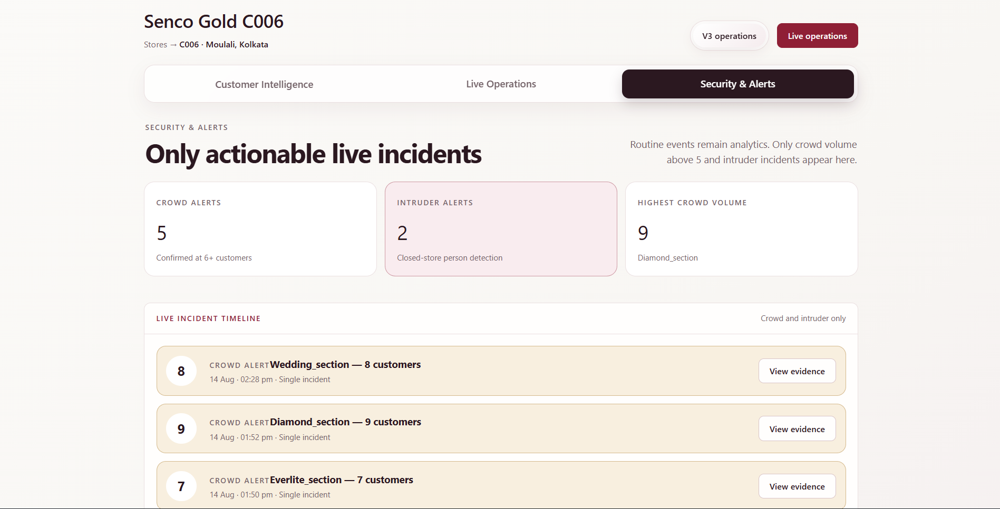 Senco Gold C006
Stores → C006 · Moulali, Kolkata
V3 operations
Live operations
Customer Intelligence
Live Operations
Security & Alerts
SECURITY & ALERTS
Only actionable live incidents
Routine events remain analytics. Only crowd volume
above 5 and intruder incidents appear here.
CROWD ALERTS
5
Confirmed at 6+ customers
INTRUDER ALERTS
2
Closed-store person detection
HIGHEST CROWD VOLUME
9
Diamond_section
LIVE INCIDENT TIMELINE
Crowd and intruder only
8
CROWD ALERTWedding_section — 8 customers
14 Aug · 02:28 pm · Single incident
View evidence
9
CROWD ALERTDiamond_section — 9 customers
14 Aug · 01:52 pm · Single incident
View evidence
7
CROWD ALERTEverlite_section — 7 customers
14 Aug · 01:50 pm · Single incident
View evidence